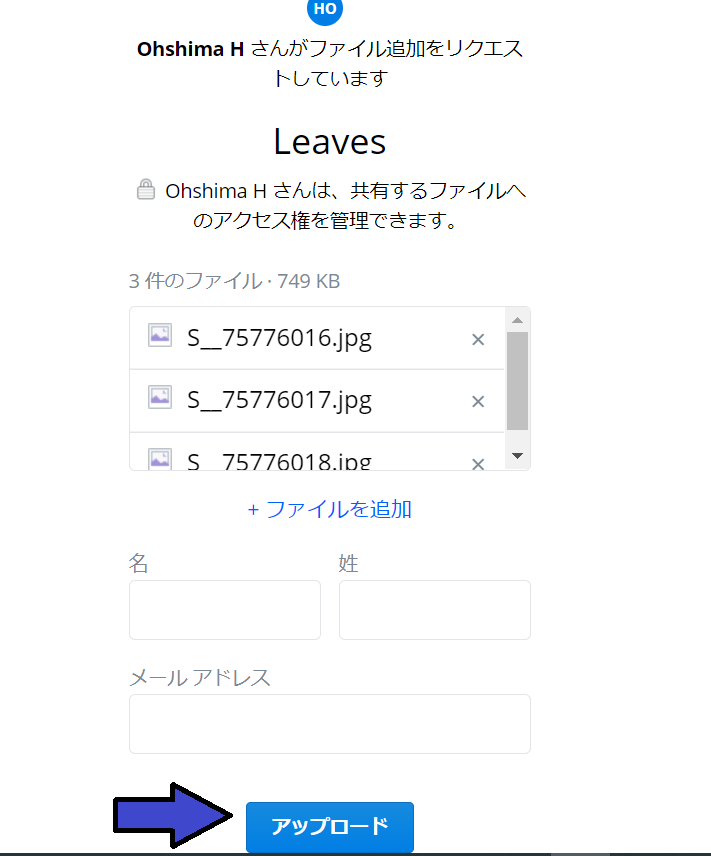 HO
Ohshima H さんがファイル追加をリクエス
トしています
Leaves
Ohshima H さんは、共有するファイルへ
のアクセス権を管理できます。
3 件のファイル · 749 KB
S__75776016.jpg ×
S__75776017.jpg ×
S__75776018.jpg ×
+ ファイルを追加
名 姓
メール アドレス
アップロード